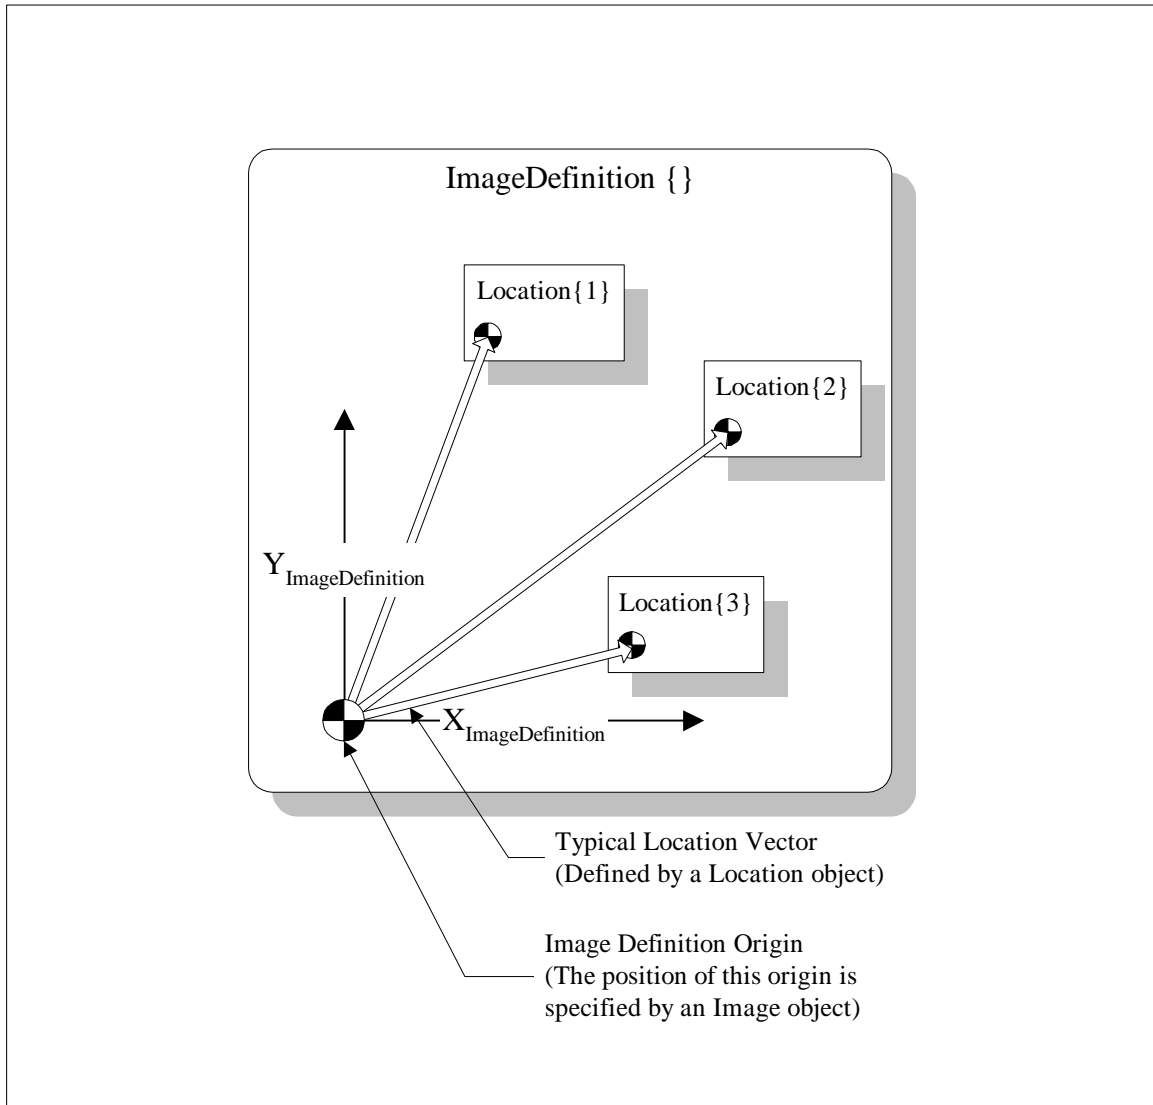 ImageDefinition {}
Location{1}
Location{2}
Y ImageDefinition
Location{3}
X ImageDefinition
Typical Location Vector
(Defined by a Location object)
Image Definition Origin
(The position of this origin is
specified by an Image object)